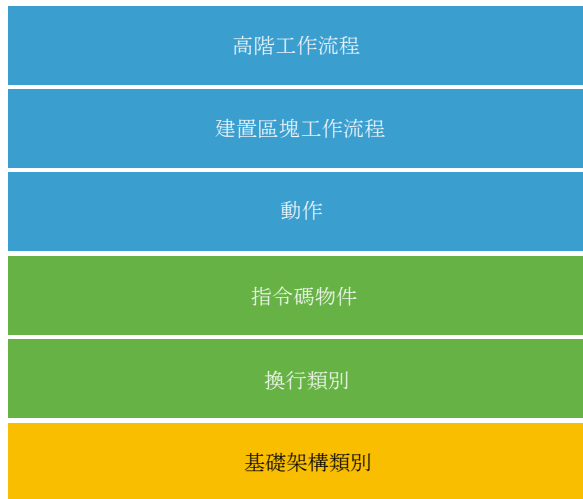 高階工作流程
建置區塊工作流程
動作
指令碼物件
換行類別
基礎架構類別